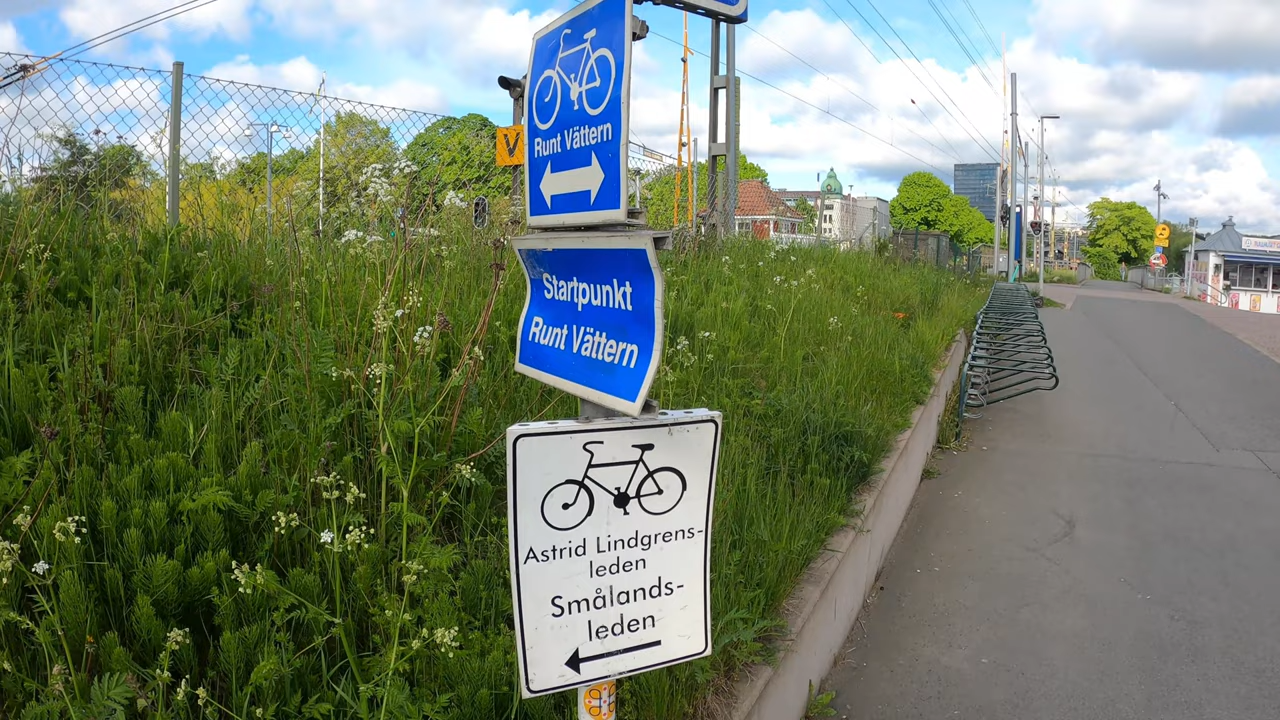 Runt Vättern
Startpunkt
Runt Vättern
Astrid Lindgrens-
leden
Smålands-
leden
V